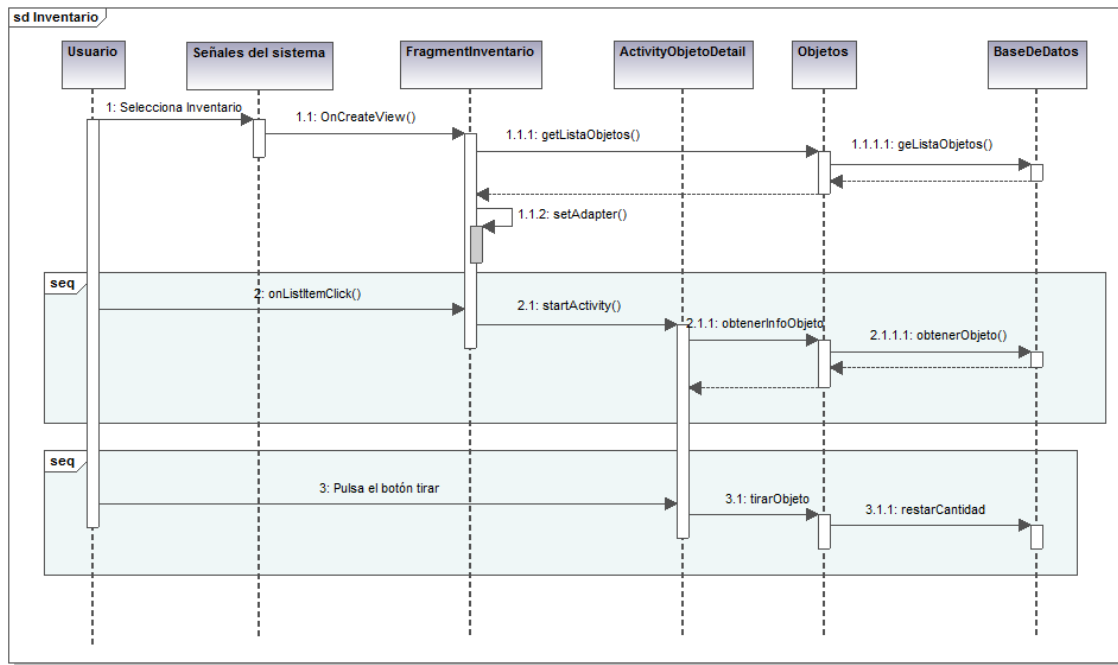 sd Inventario
Usuario
Señales del sistema
FragmentInventario
ActivityObjetoDetail
Objetos
BaseDeDatos
1: Selecciona Inventario
1.1: OnCreateView()
1.1.1: getListaObjetos()
1.1.1.1: geListaObjetos()
1.1.2: setAdapter()
seq
2: onListItemClick()
2.1: startActivity()
2.1.1: obtenerInfoObjeto
2.1.1.1: obtenerObjeto()
seq
3: Pulsa el botón tirar
3.1: tirarObjeto
3.1.1: restarCantidad